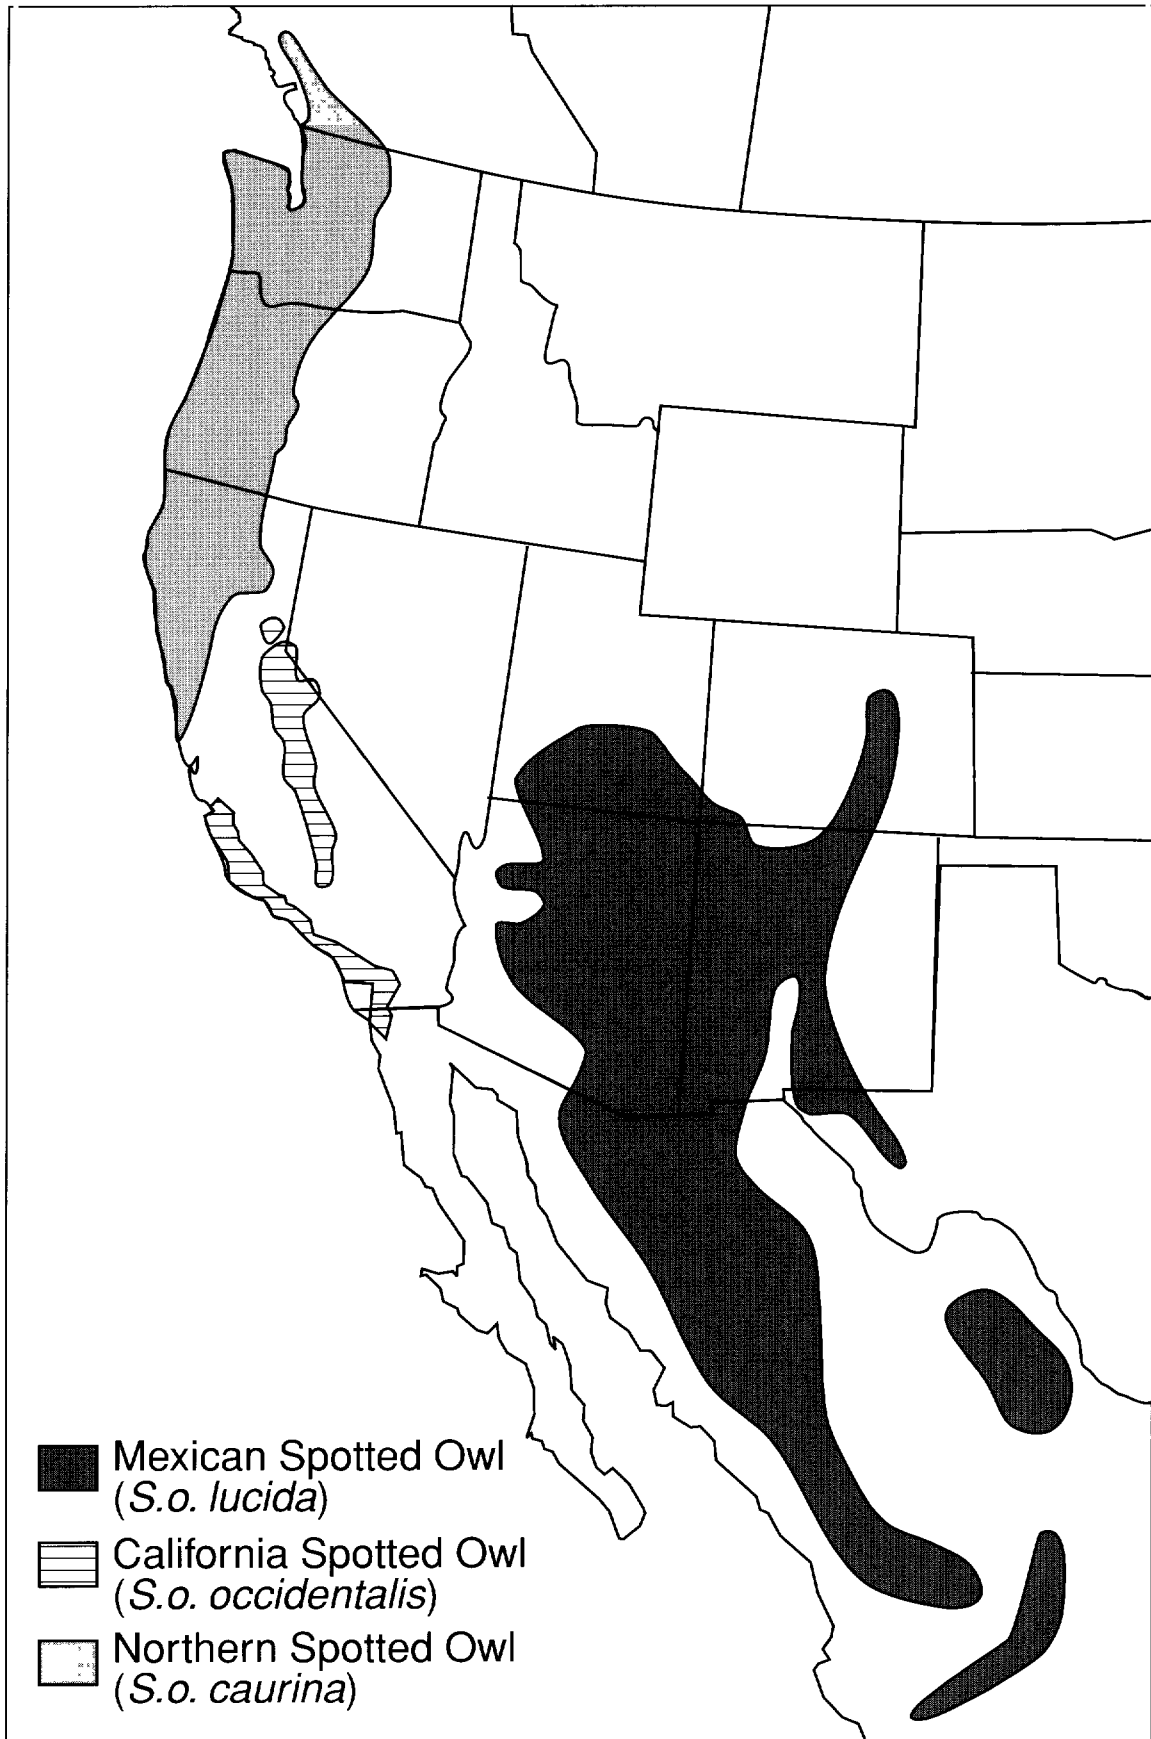 Mexican Spotted Owl
(S.o. lucida)
California Spotted Owl
(S.o. occidentalis)
Northern Spotted Owl
(S.o. caurina)